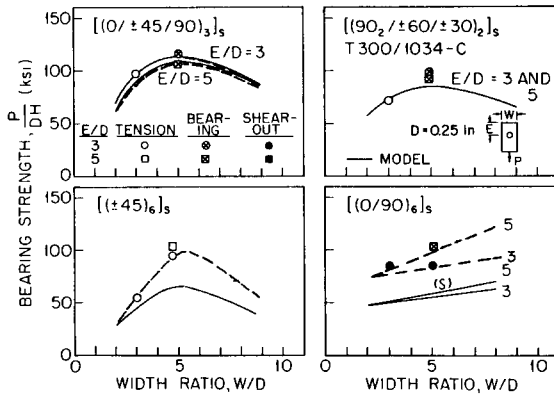 [(0/±45/90)₃]ₛ
E/D=3
E/D=5
E/D TENSION BEAR-ING SHEAR-OUT
3
5
150
100
50
0
[(90₂/±60/±30)₂]ₛ
T300/1034-C
E/D=3 AND 5
D=0.25 in
W
E
P
MODEL
[(±45)₆]ₛ
100
50
0
0 5 10
WIDTH RATIO, W/D
[(0/90)₆]ₛ
5
3
5
3
(S)
0 5 10
WIDTH RATIO, W/D
BEARING STRENGTH, P/DH (ksi)